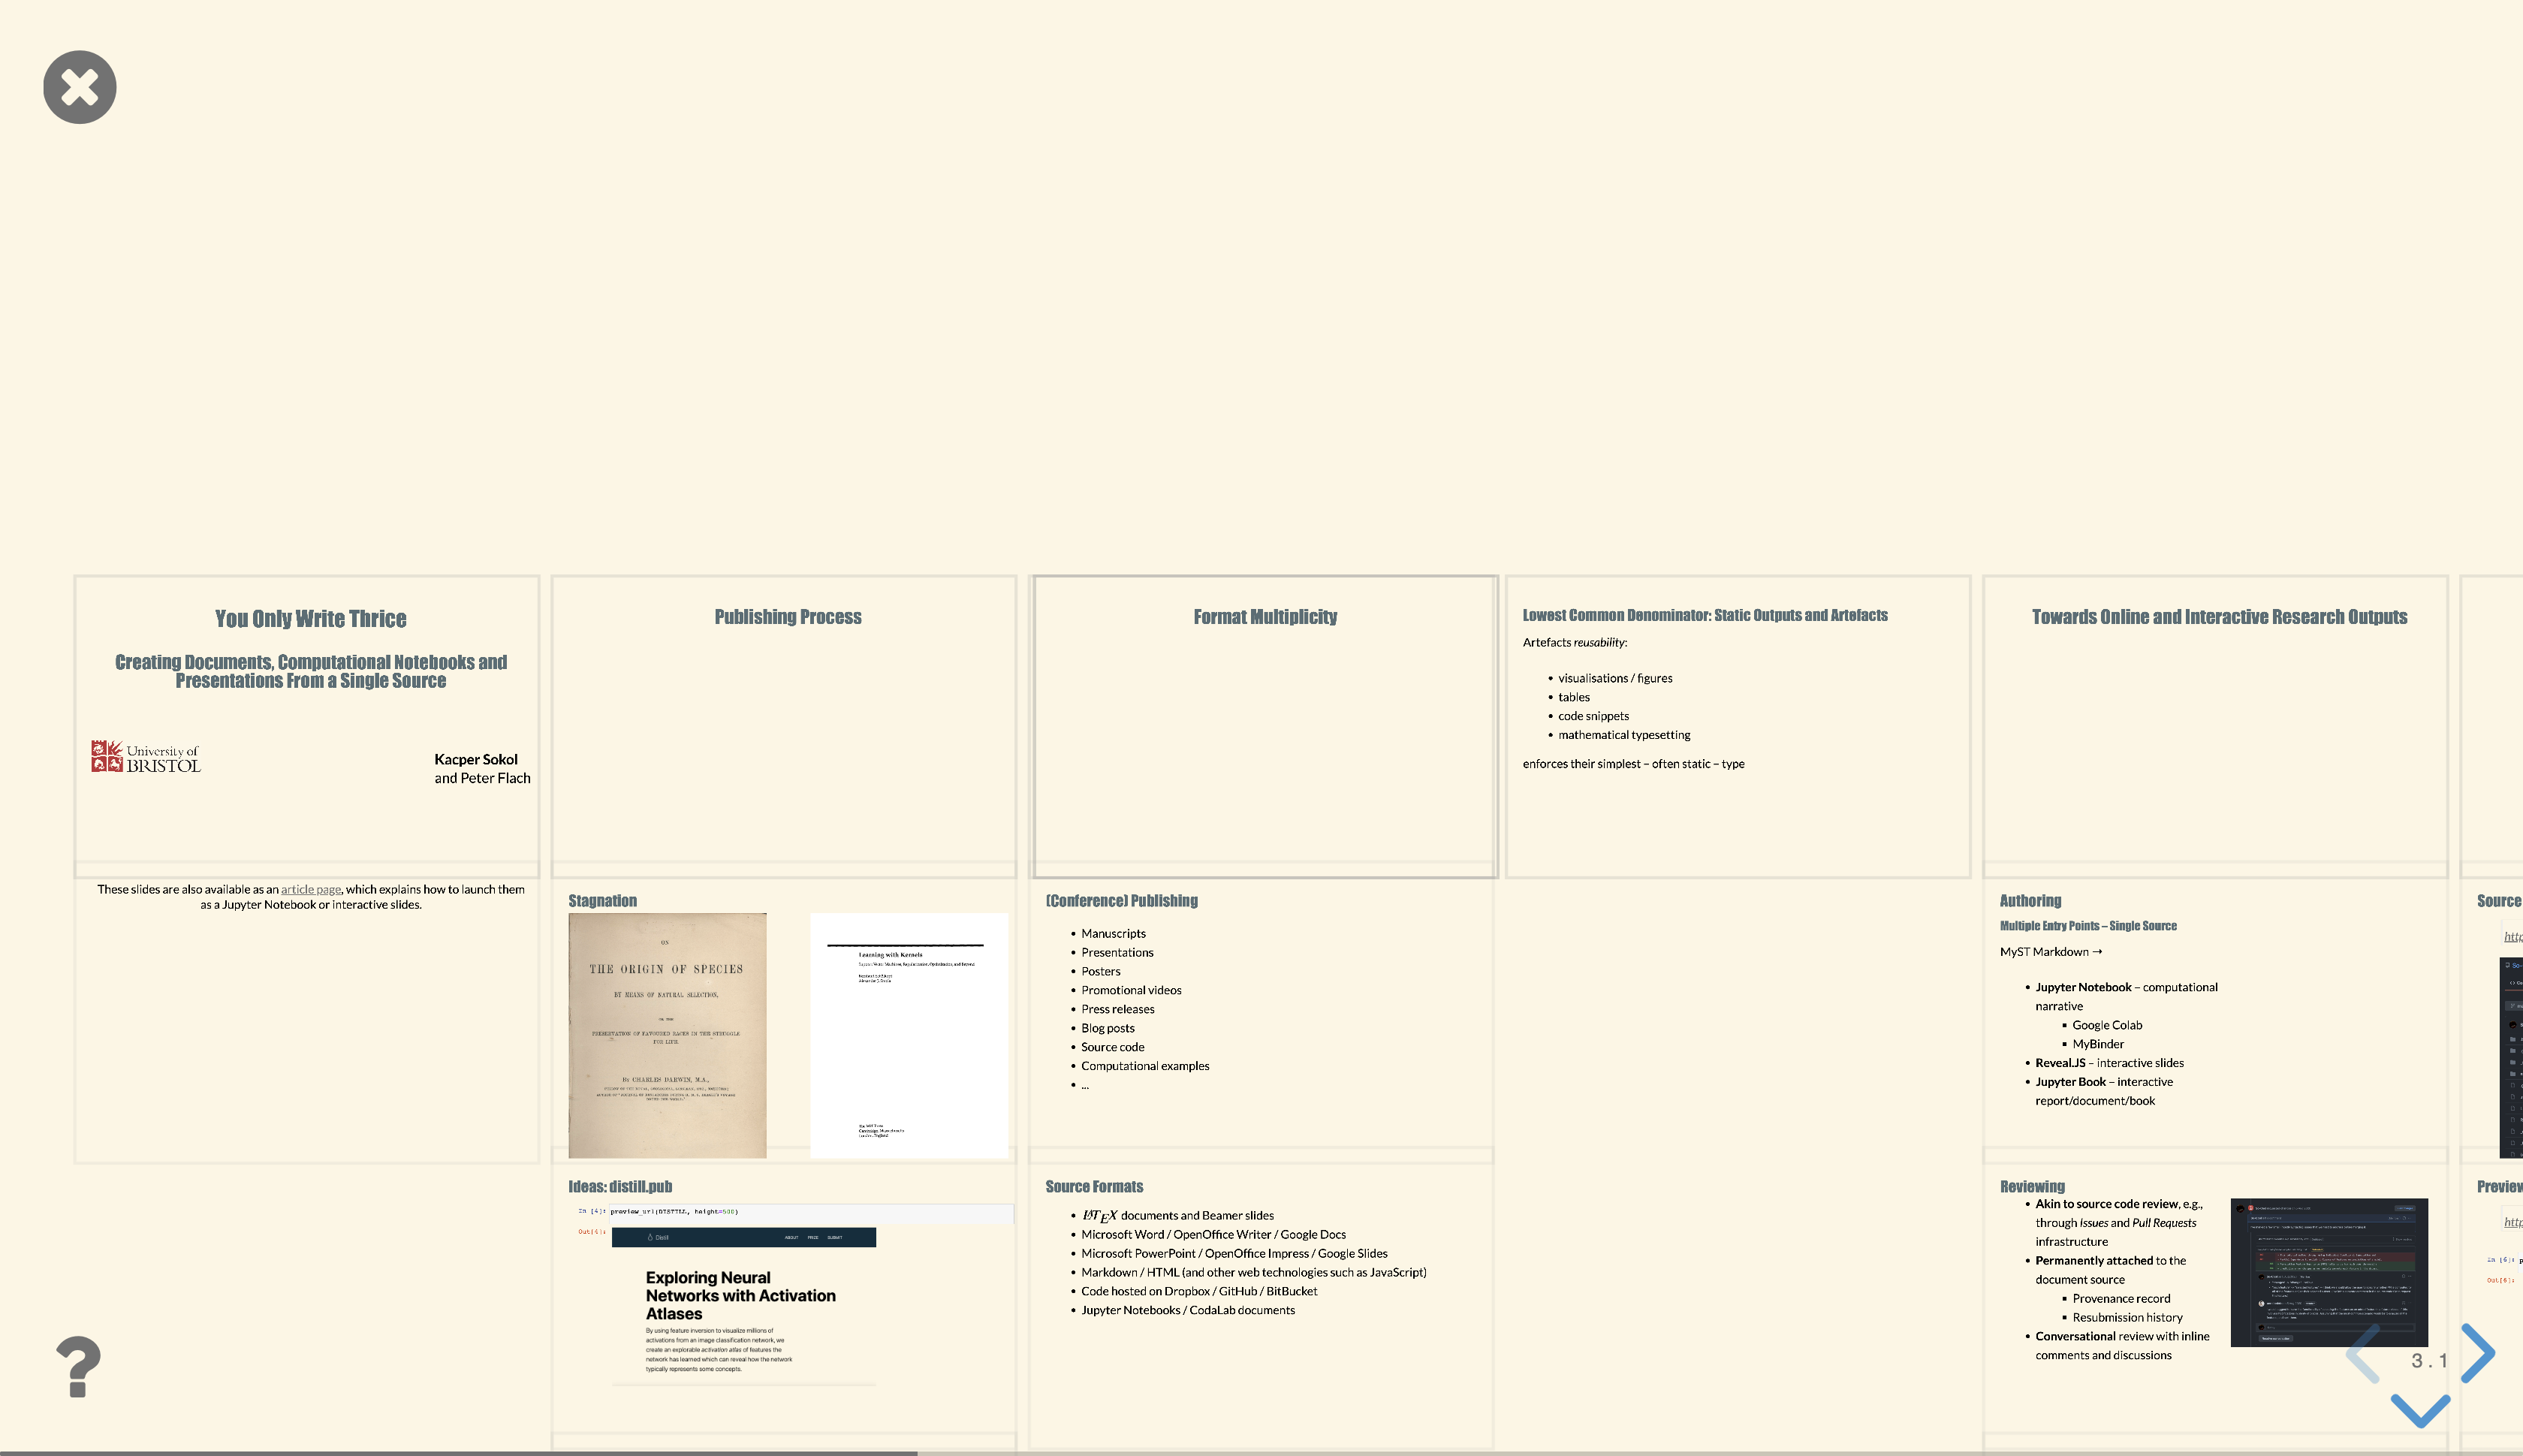 You Only Write Thrice
Creating Documents, Computational Notebooks and
Presentations From a Single Source
University of
BRISTOL
Kacper Sokol
and Peter Flach
These slides are also available as an article page, which explains how to launch them
as a Jupyter Notebook or interactive slides.
Publishing Process
Stagnation
ON
THE ORIGIN OF SPECIES
BY MEANS OF NATURAL SELECTION,
OR THE
PRESERVATION OF FAVOURED RACES IN THE STRUGGLE
FOR LIFE.
By CHARLES DARWIN, M.A.,
Learning with Kernels
Ideas: distill.pub
In [4]: preview_url(DISTILL, height=500)
Out[4]:
Distill
ABOUT PRIZE SUBMIT
Exploring Neural
Networks with Activation
Atlases
By using feature inversion to visualize millions of
activations from an image classification network, we
create an explorable activation atlas of features the
network has learned which can reveal how the network
typically represents some concepts.
Format Multiplicity
(Conference) Publishing
• Manuscripts
• Presentations
• Posters
• Promotional videos
• Press releases
• Blog posts
• Source code
• Computational examples
• ...
Source Formats
• LATEX documents and Beamer slides
• Microsoft Word / OpenOffice Writer / Google Docs
• Microsoft PowerPoint / OpenOffice Impress / Google Slides
• Markdown / HTML (and other web technologies such as JavaScript)
• Code hosted on Dropbox / GitHub / BitBucket
• Jupyter Notebooks / CodaLab documents
Lowest Common Denominator: Static Outputs and Artefacts
Artefacts reusability:
• visualisations / figures
• tables
• code snippets
• mathematical typesetting
enforces their simplest – often static – type
Towards Online and Interactive Research Outputs
Authoring
Multiple Entry Points – Single Source
MyST Markdown →
• Jupyter Notebook – computational
narrative
▪ Google Colab
▪ MyBinder
• Reveal.JS – interactive slides
• Jupyter Book – interactive
report/document/book
Reviewing
• Akin to source code review, e.g.,
through Issues and Pull Requests
infrastructure
• Permanently attached to the
document source
▪ Provenance record
▪ Resubmission history
• Conversational review with inline
comments and discussions
Source
Preview
In [6]: p
Out[6]:
3 . 1
?